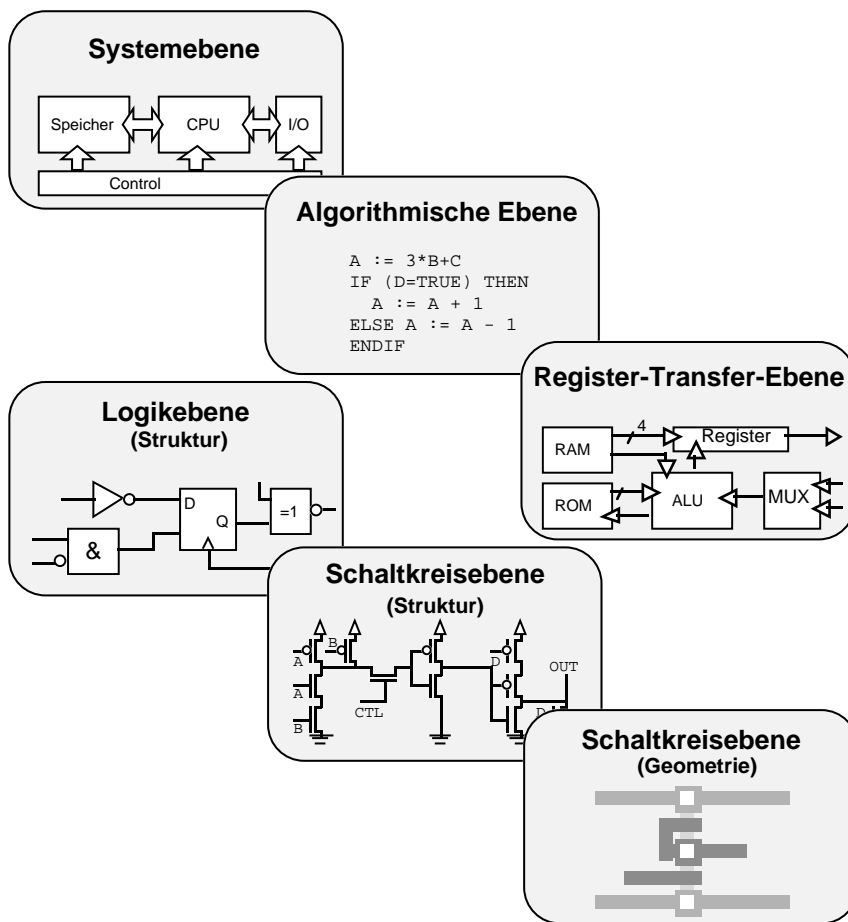 Systemebene
Speicher
CPU
I/O
Control
Algorithmische Ebene
A := 3*B+C
IF (D=TRUE) THEN
  A := A + 1
ELSE A := A - 1
ENDIF
Register-Transfer-Ebene
4
RAM
Register
ROM
ALU
MUX
Logikebene
(Struktur)
D
Q
=1
&
Schaltkreisebene
(Struktur)
B
A
D
OUT
A
CTL
D
B
Schaltkreisebene
(Geometrie)